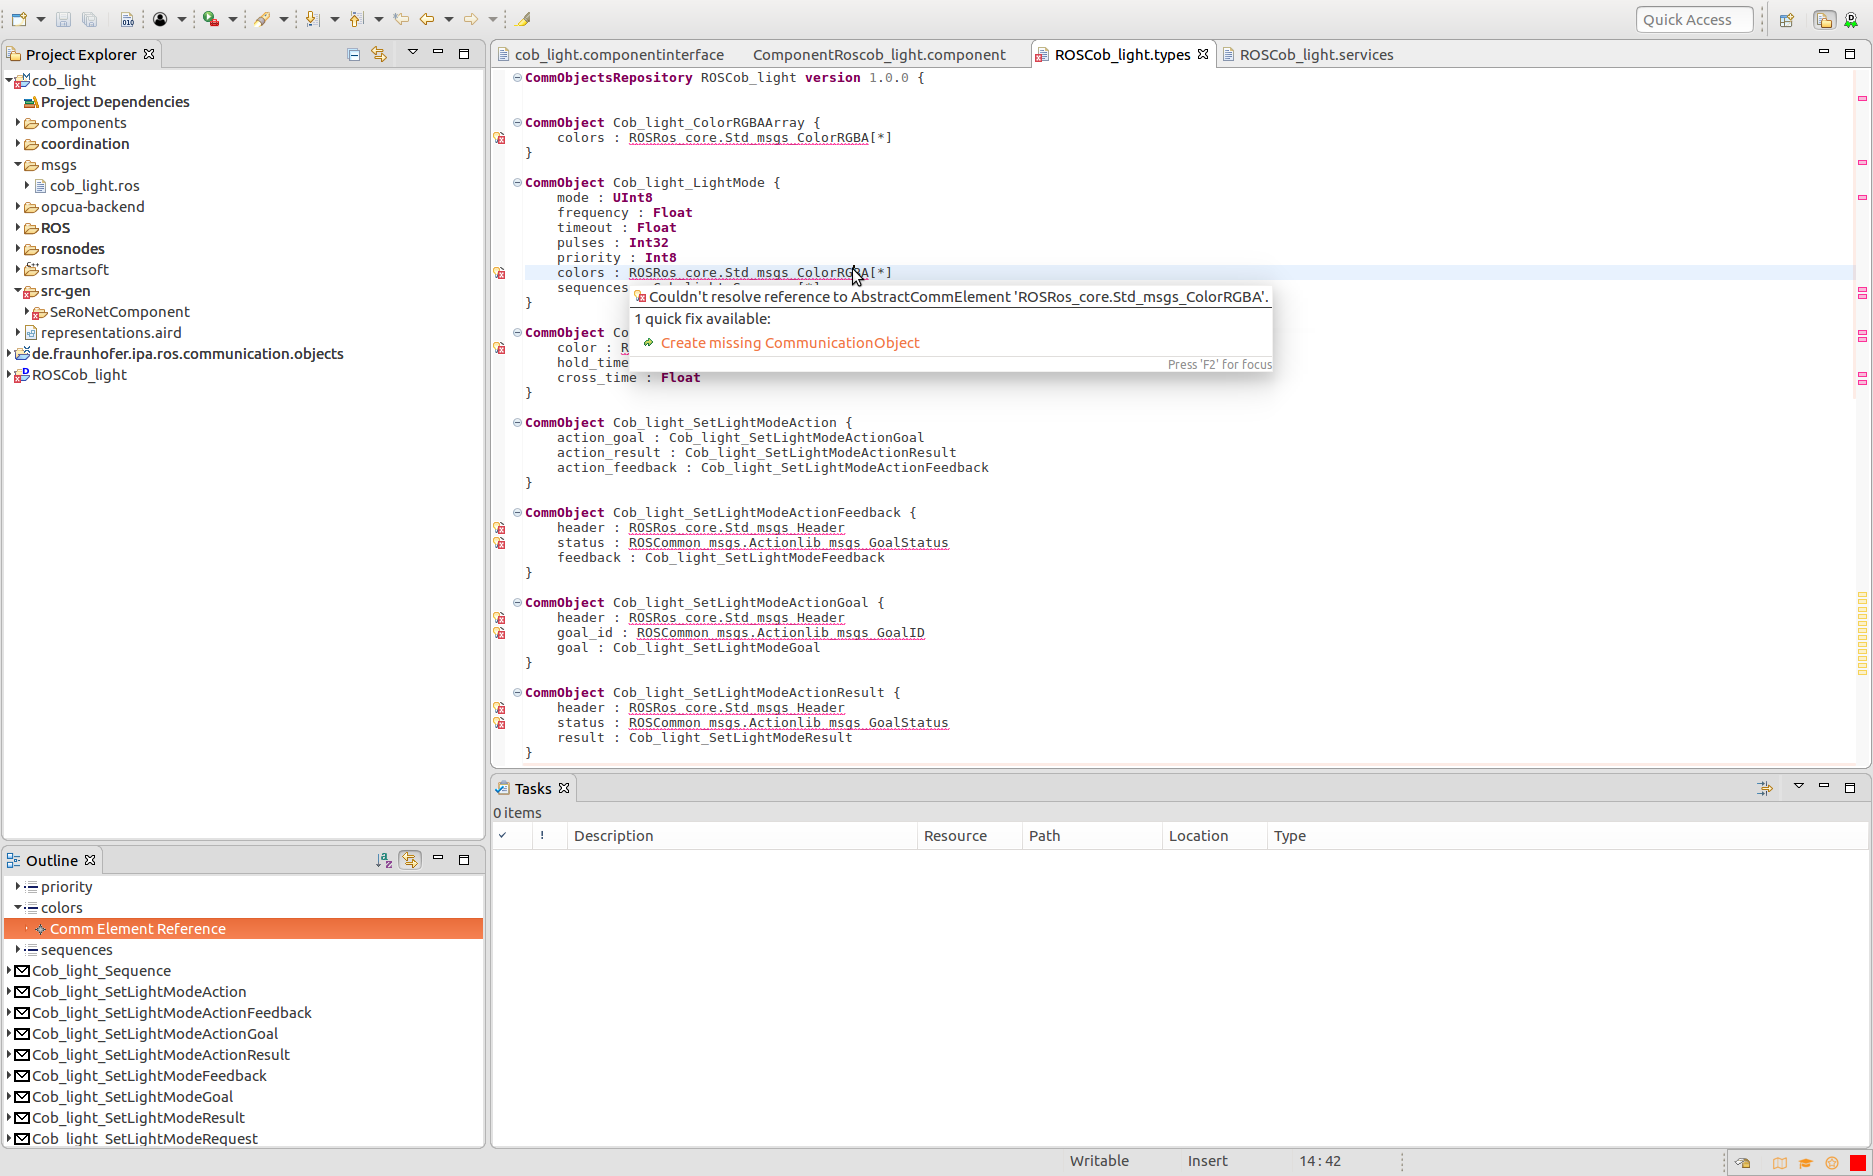 Quick Access
Project Explorer
cob_light
Project Dependencies
components
coordination
msgs
cob_light.ros
opcua-backend
ROS
rosnodes
smartsoft
src-gen
SeRoNetComponent
representations.aird
de.fraunhofer.ipa.ros.communication.objects
ROSCob_light
Outline
priority
colors
Comm Element Reference
sequences
Cob_light_Sequence
Cob_light_SetLightModeAction
Cob_light_SetLightModeActionFeedback
Cob_light_SetLightModeActionGoal
Cob_light_SetLightModeActionResult
Cob_light_SetLightModeFeedback
Cob_light_SetLightModeGoal
Cob_light_SetLightModeResult
Cob_light_SetLightModeRequest
cob_light.componentinterface ComponentRoscob_light.component ROSCob_light.types ROSCob_light.services
CommObjectsRepository ROSCob_light version 1.0.0 {
CommObject Cob_light_ColorRGBAArray {
colors : ROSRos_core.Std_msgs_ColorRGBA[*]
}
CommObject Cob_light_LightMode {
mode : UInt8
frequency : Float
timeout : Float
pulses : Int32
priority : Int8
colors : ROSRos_core.Std_msgs_ColorRGBA[*]
sequences
}
Couldn't resolve reference to AbstractCommElement 'ROSRos_core.Std_msgs_ColorRGBA'.
1 quick fix available:
Create missing CommunicationObject
Press 'F2' for focus
CommObject Co
color : R
hold_time
cross_time : Float
}
CommObject Cob_light_SetLightModeAction {
action_goal : Cob_light_SetLightModeActionGoal
action_result : Cob_light_SetLightModeActionResult
action_feedback : Cob_light_SetLightModeActionFeedback
}
CommObject Cob_light_SetLightModeActionFeedback {
header : ROSRos_core.Std_msgs_Header
status : ROSCommon_msgs.Actionlib_msgs_GoalStatus
feedback : Cob_light_SetLightModeFeedback
}
CommObject Cob_light_SetLightModeActionGoal {
header : ROSRos_core.Std_msgs_Header
goal_id : ROSCommon_msgs.Actionlib_msgs_GoalID
goal : Cob_light_SetLightModeGoal
}
CommObject Cob_light_SetLightModeActionResult {
header : ROSRos_core.Std_msgs_Header
status : ROSCommon_msgs.Actionlib_msgs_GoalStatus
result : Cob_light_SetLightModeResult
}
Tasks
0 items
! Description Resource Path Location Type
Writable Insert 14:42